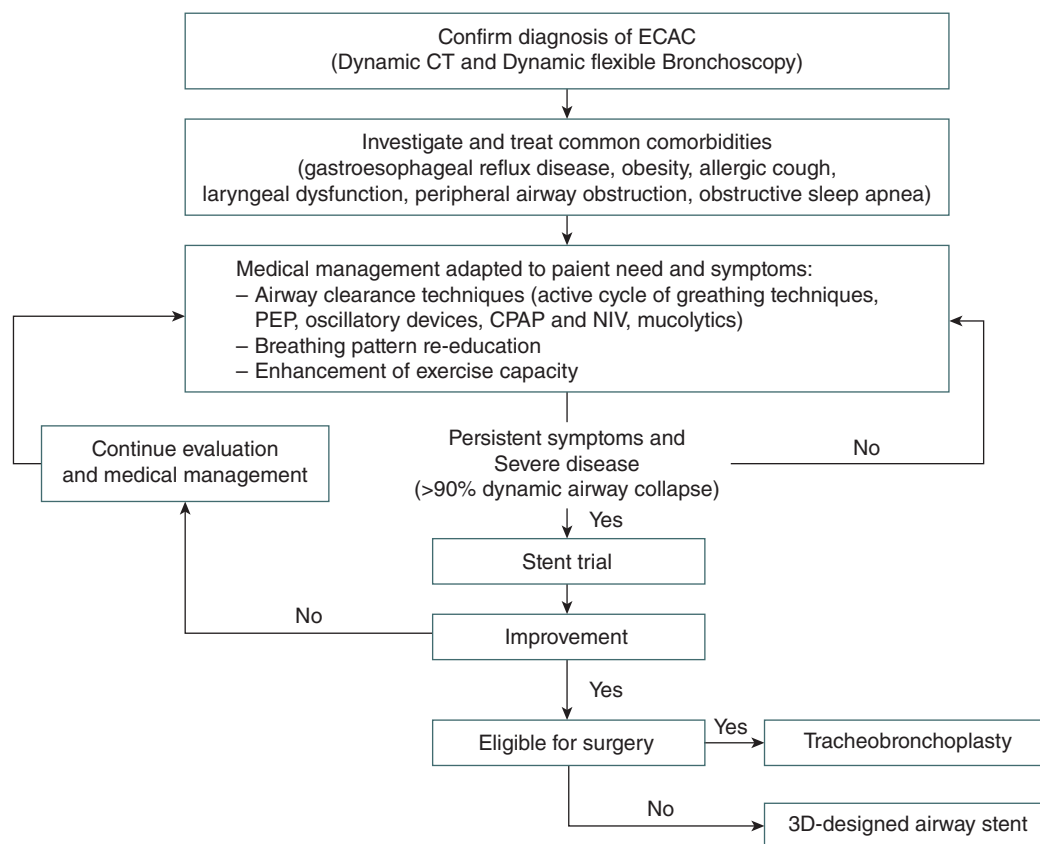 Confirm diagnosis of ECAC
(Dynamic CT and Dynamic flexible Bronchoscopy)
Investigate and treat common comorbidities
(gastroesophageal reflux disease, obesity, allergic cough,
laryngeal dysfunction, peripheral airway obstruction, obstructive sleep apnea)
Medical management adapted to paient need and symptoms:
– Airway clearance techniques (active cycle of greathing techniques,
PEP, oscillatory devices, CPAP and NIV, mucolytics)
– Breathing pattern re-education
– Enhancement of exercise capacity
Continue evaluation
and medical management
Persistent symptoms and
Severe disease
(>90% dynamic airway collapse)
No
Yes
Stent trial
No
Improvement
Yes
Eligible for surgery
Yes
Tracheobronchoplasty
No
3D-designed airway stent